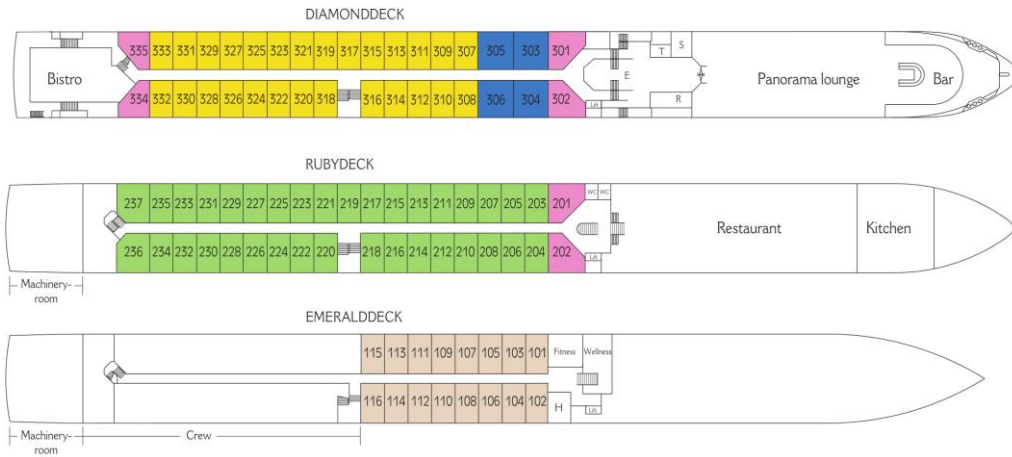 DIAMONDDECK
335 333 331 329 327 325 323 321 319 317 315 313 311 309 307 305 303 301
T S
Bistro E Panorama lounge Bar
334 332 330 328 326 324 322 320 318 316 314 312 310 308 306 304 302
Lift R
RUBYDECK
237 235 233 231 229 227 225 223 221 219 217 215 213 211 209 207 205 203 201
WC WC
Restaurant Kitchen
236 234 232 230 228 226 224 222 220 218 216 214 212 210 208 206 204 202
Lift
Machinery-
room
EMERALDDECK
115 113 111 109 107 105 103 101 Fitness Wellness
116 114 112 110 108 106 104 102 H
Lift
Machinery-
room
Crew